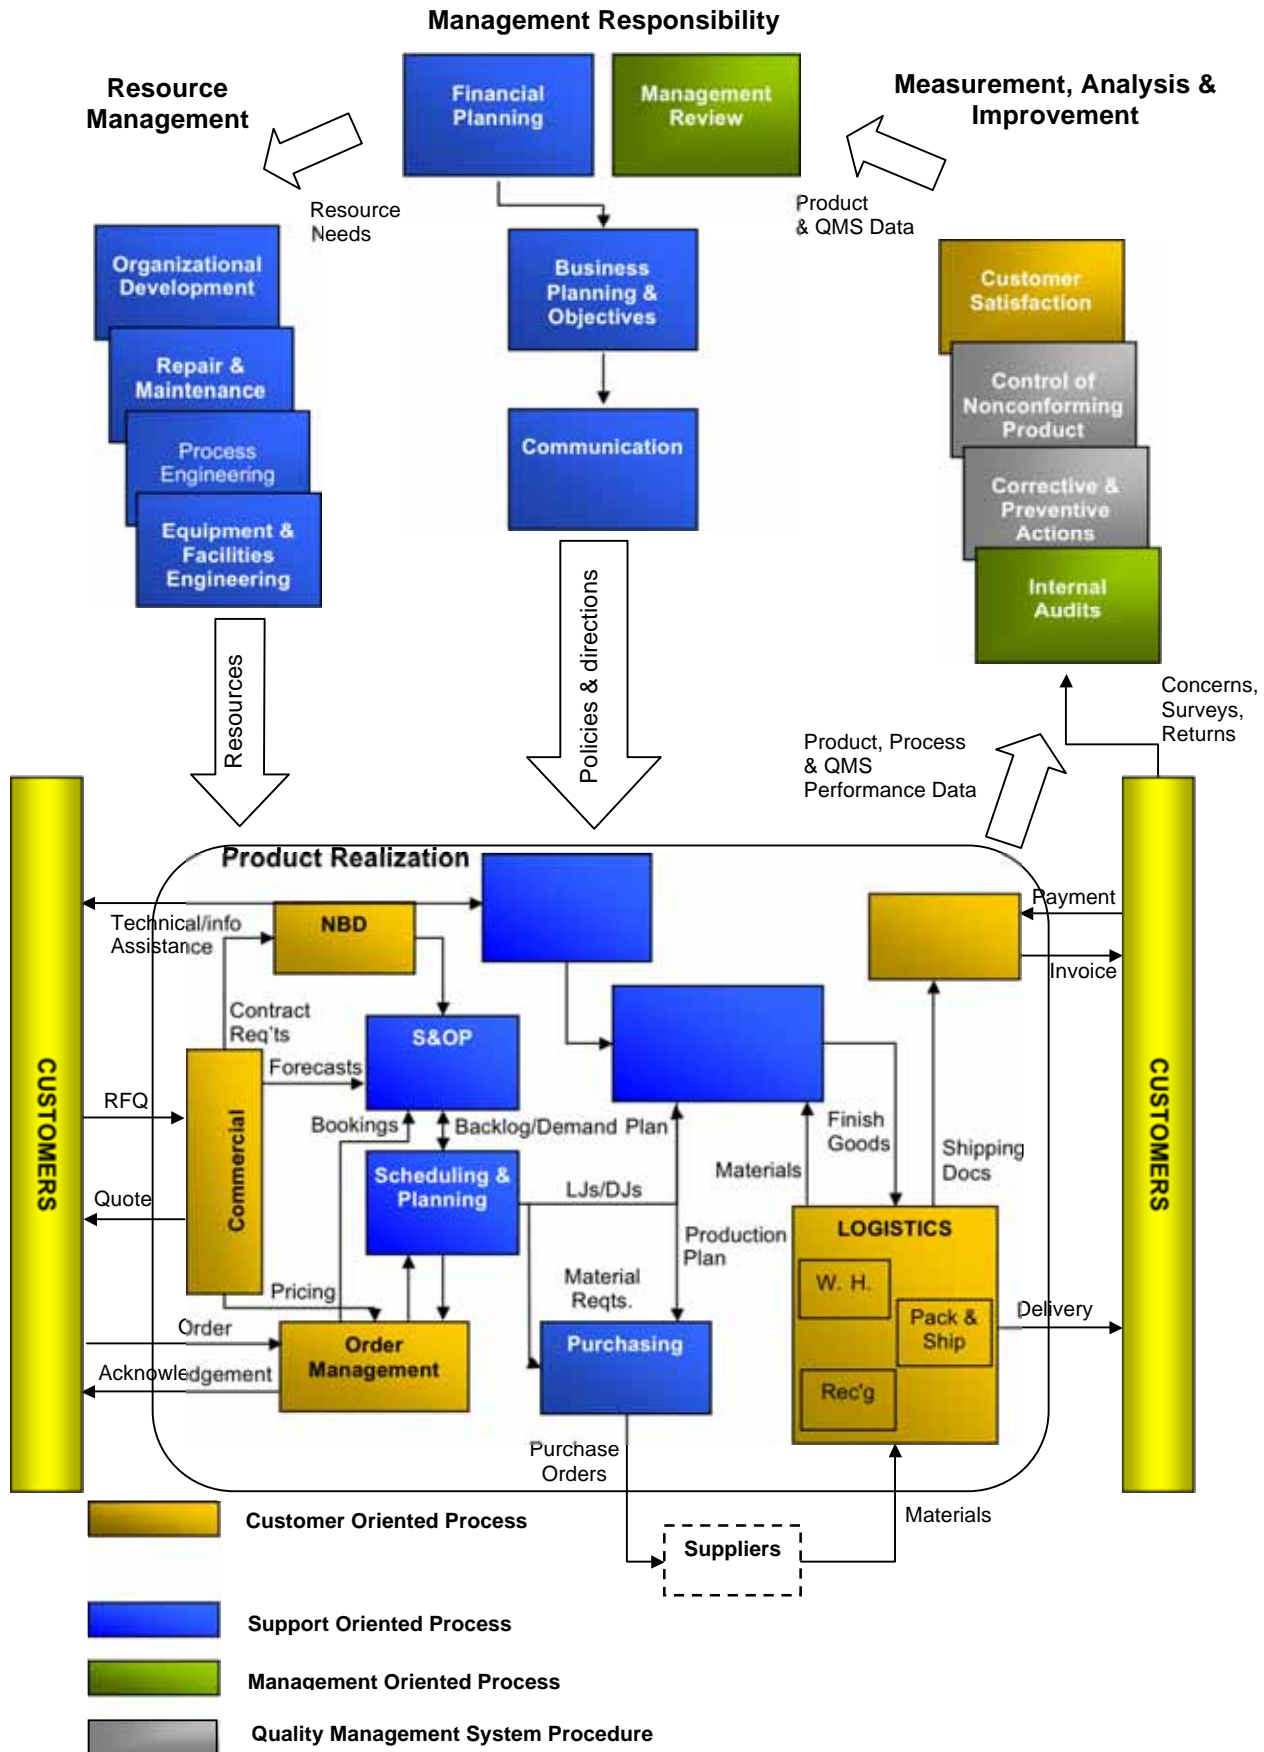 Management Responsibility
Resource
Management
Measurement, Analysis &
Improvement
Financial
Planning
Management
Review
Resource
Needs
Product
& QMS Data
Organizational
Development
Repair &
Maintenance
Process
Engineering
Equipment &
Facilities
Engineering
Business
Planning &
Objectives
Communication
Customer
Satisfaction
Control of
Nonconforming
Product
Corrective &
Preventive
Actions
Internal
Audits
Resources
Policies & directions
Concerns,
Surveys,
Returns
Product, Process
& QMS
Performance Data
Product Realization
CUSTOMERS
CUSTOMERS
Technical/info
Assistance
NBD
Payment
Invoice
Contract
Req'ts
S&OP
Forecasts
RFQ
Commercial
Bookings
Backlog/Demand Plan
Finish
Goods
Shipping
Docs
Materials
Scheduling &
Planning
LJs/DJs
Quote
Production
Plan
LOGISTICS
W. H.
Pack &
Ship
Rec'g
Material
Reqts.
Pricing
Order
Order
Management
Purchasing
Delivery
Acknowledgement
Purchase
Orders
Suppliers
Materials
Customer Oriented Process
Support Oriented Process
Management Oriented Process
Quality Management System Procedure